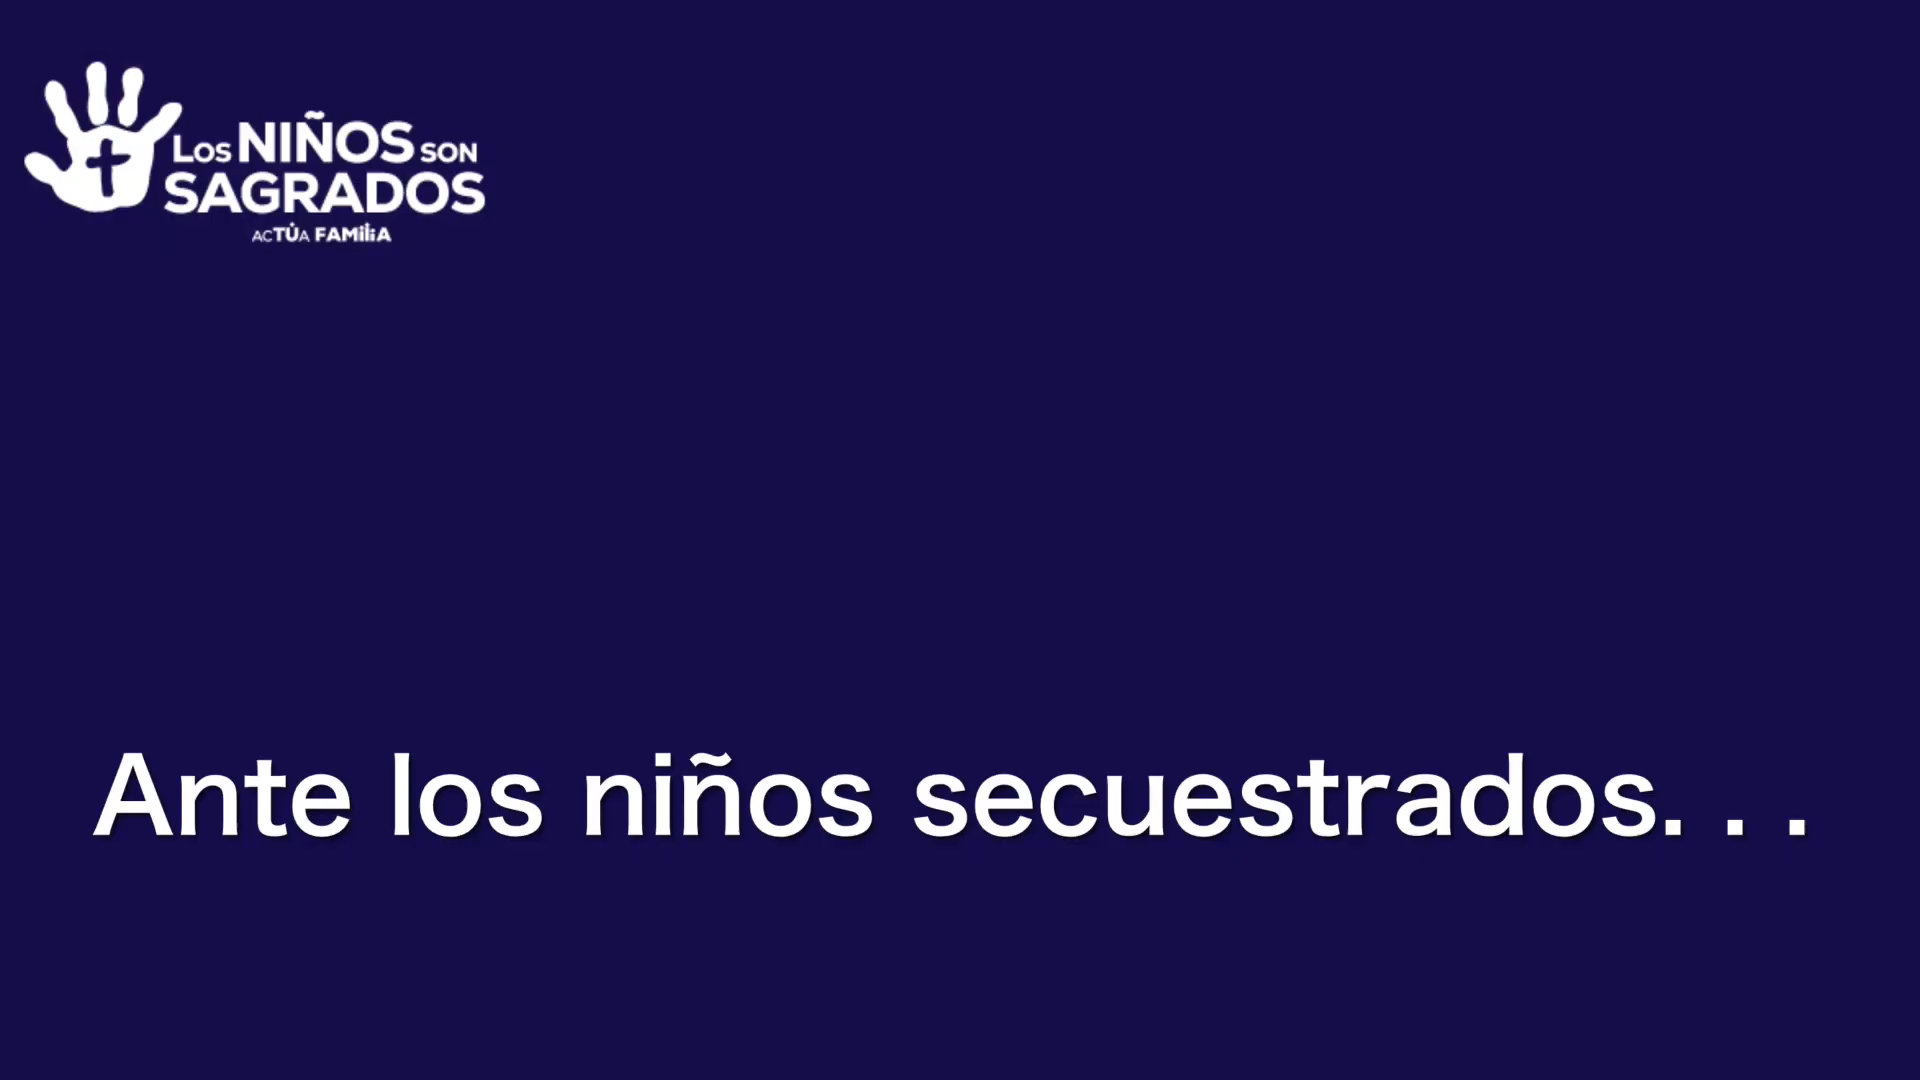 Los NIÑOS SON
SAGRADOS
ACTÚA FAMILIA
Ante los niños secuestrados. . .